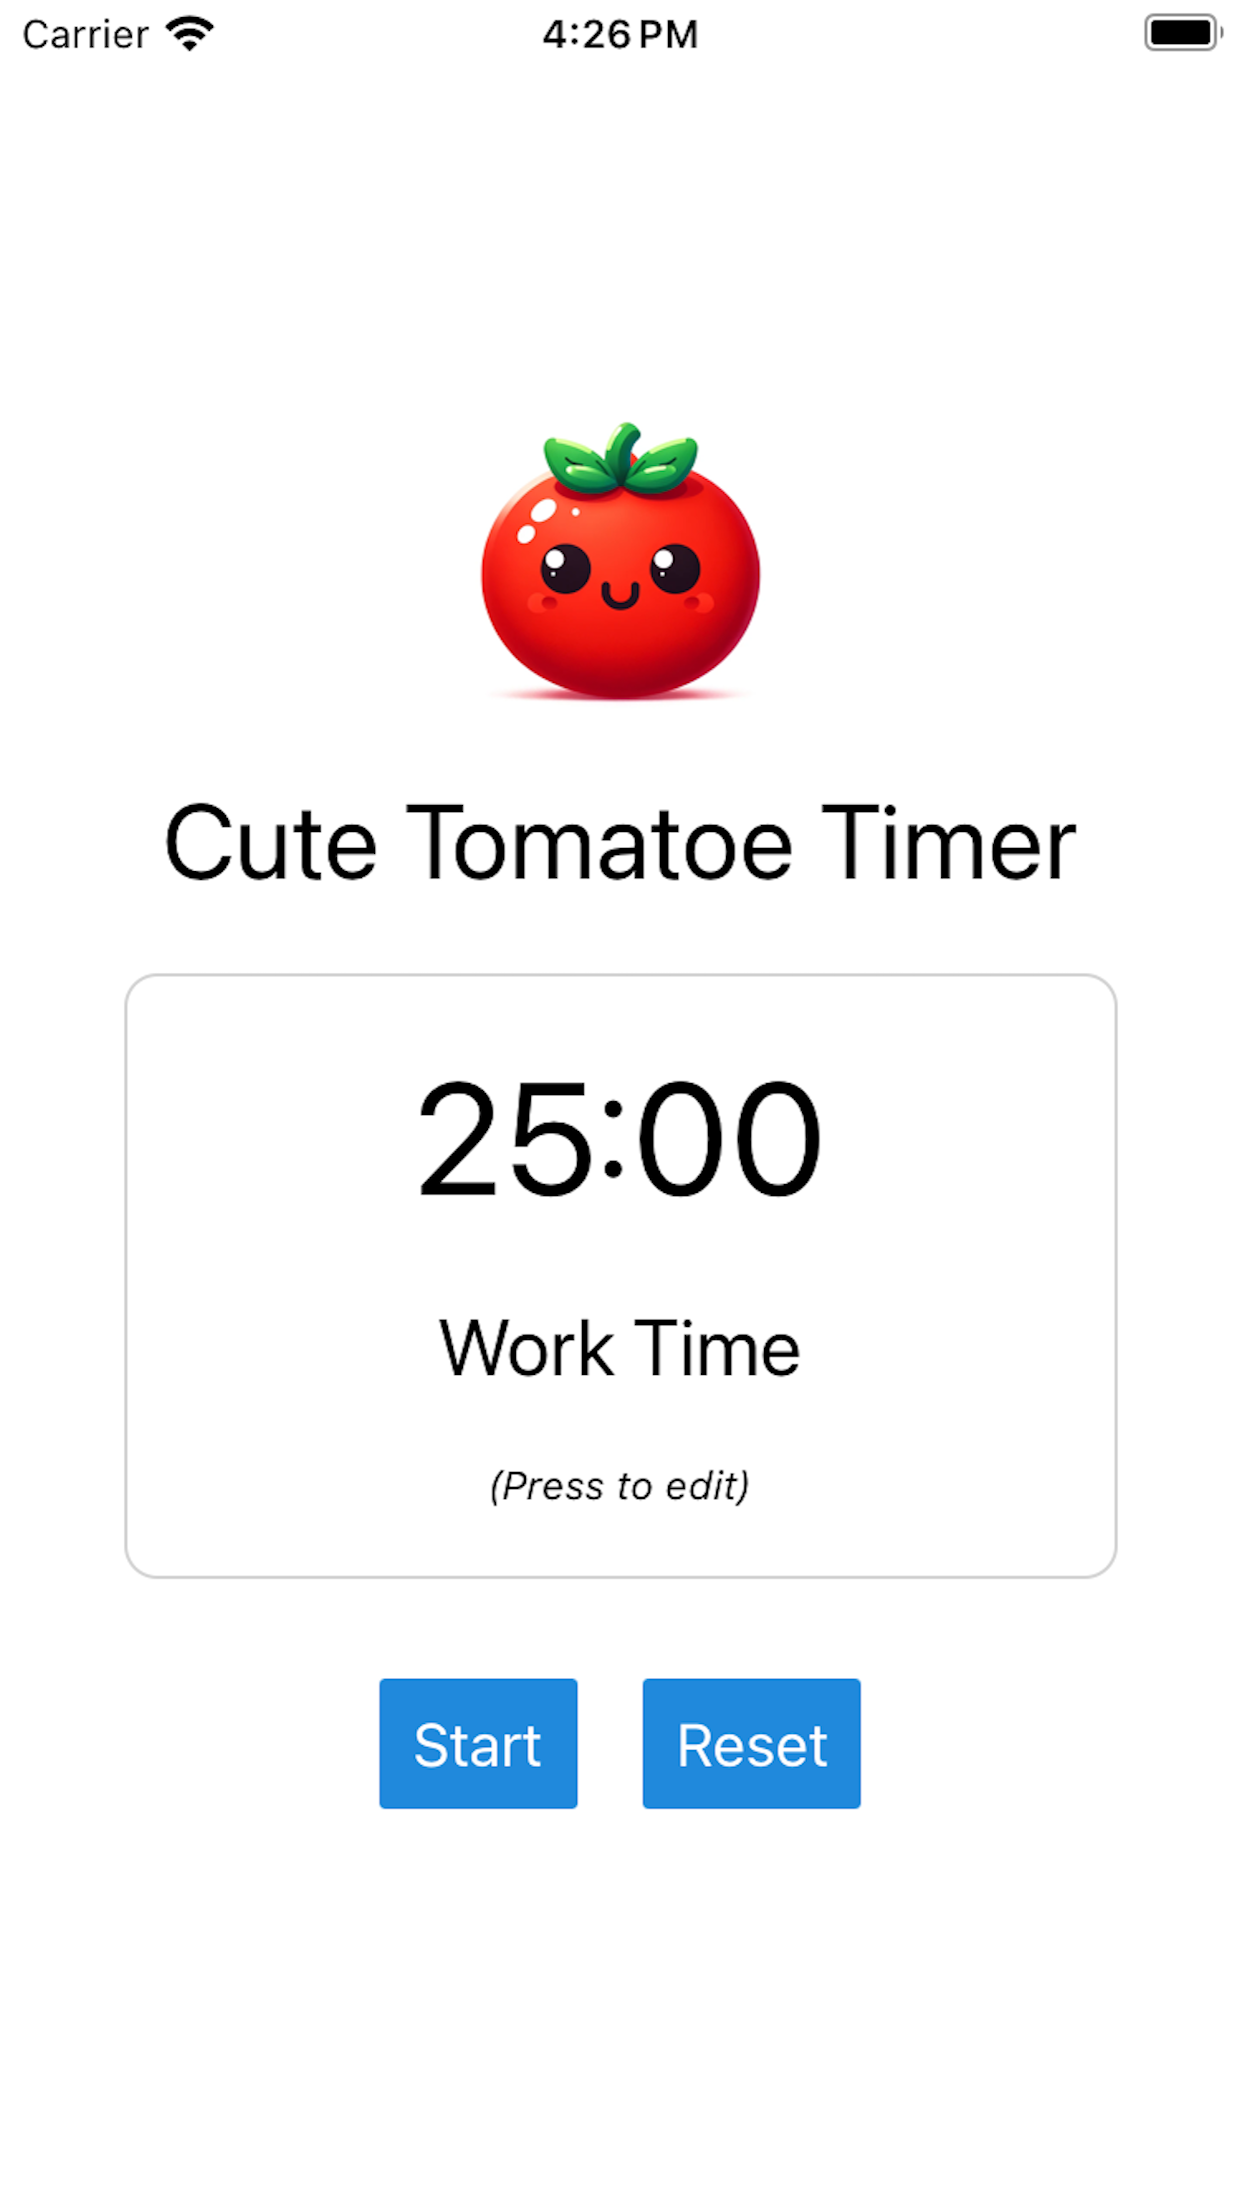 Carrier 4:26 PM
Cute Tomatoe Timer
25:00
Work Time
(Press to edit)
Start Reset